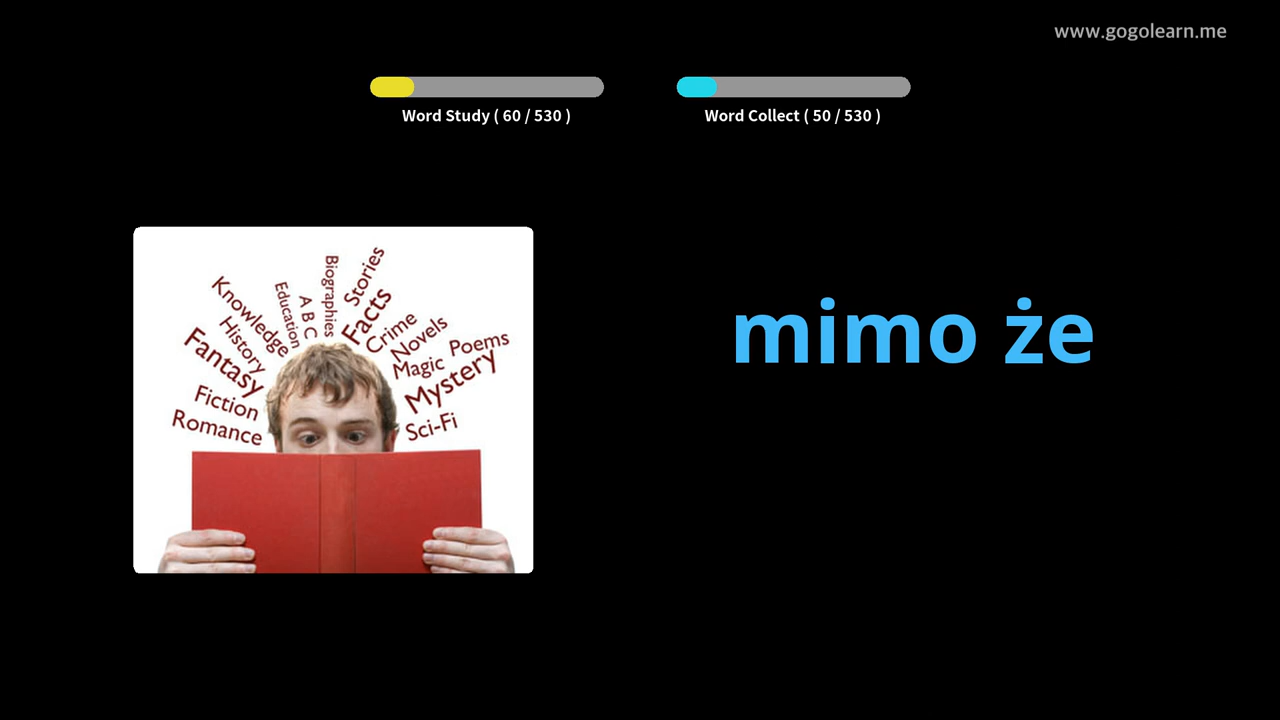 www.gogolearn.me
Word Study ( 60 / 530 )
Word Collect ( 50 / 530 )
mimo że
Romance
Fiction
Fantasy
History
Knowledge
Education
A B C
Biographies
Stories
Facts
Crime
Novels
Magic
Poems
Mystery
Sci-Fi